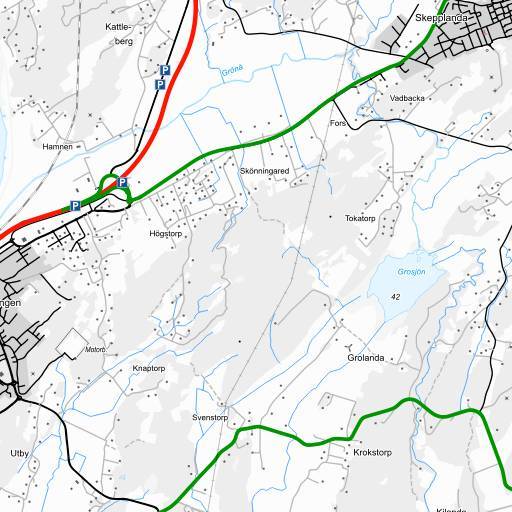 Skepplanda
Kattle-
berg
P
Gröna
P
Vadbacka
Fors
Hamnen
Skönningared
P
P
Tokatorp
Högstorp
Grosjön
42
ngen
Motorb.
Grolanda
Knaptorp
Svenstorp
Utby
Krokstorp